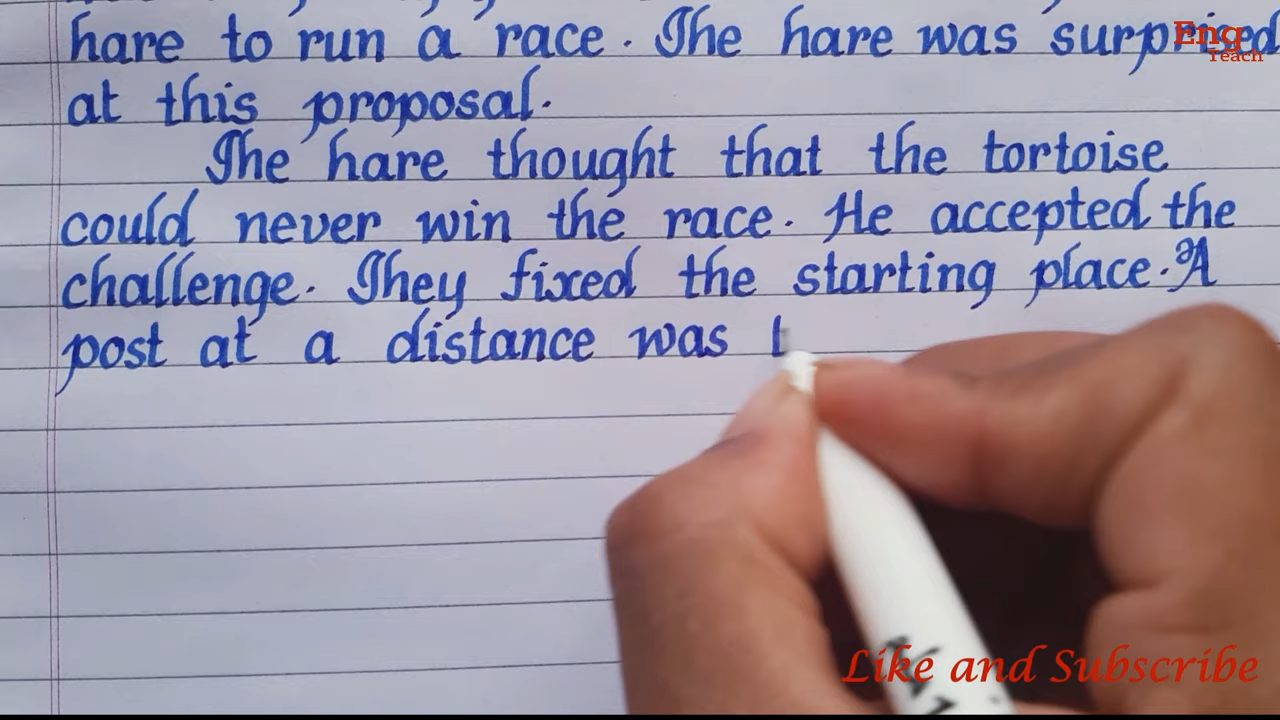 hare to run a race. The hare was surprised
at this proposal.
The hare thought that the tortoise
could never win the race. He accepted the
challenge. They fixed the starting place. A
post at a distance was
Eng
Teach
Like and Subscribe